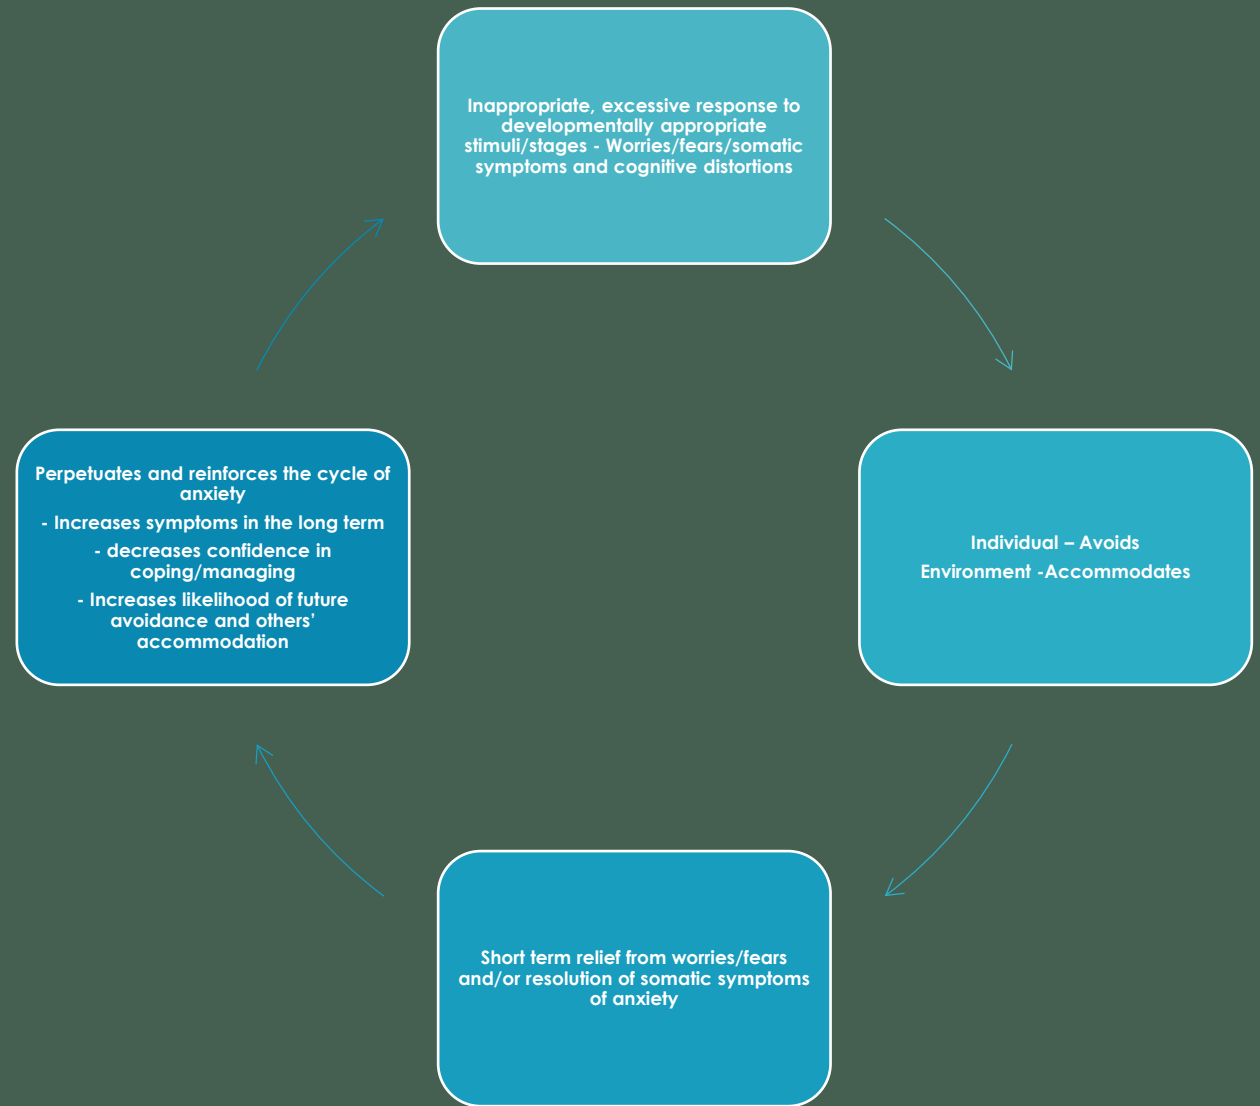 Inappropriate, excessive response to
developmentally appropriate
stimuli/stages - Worries/fears/somatic
symptoms and cognitive distortions
Individual – Avoids
Environment -Accommodates
Short term relief from worries/fears
and/or resolution of somatic symptoms
of anxiety
Perpetuates and reinforces the cycle of
anxiety
- Increases symptoms in the long term
- decreases confidence in
coping/managing
- Increases likelihood of future
avoidance and others’
accommodation